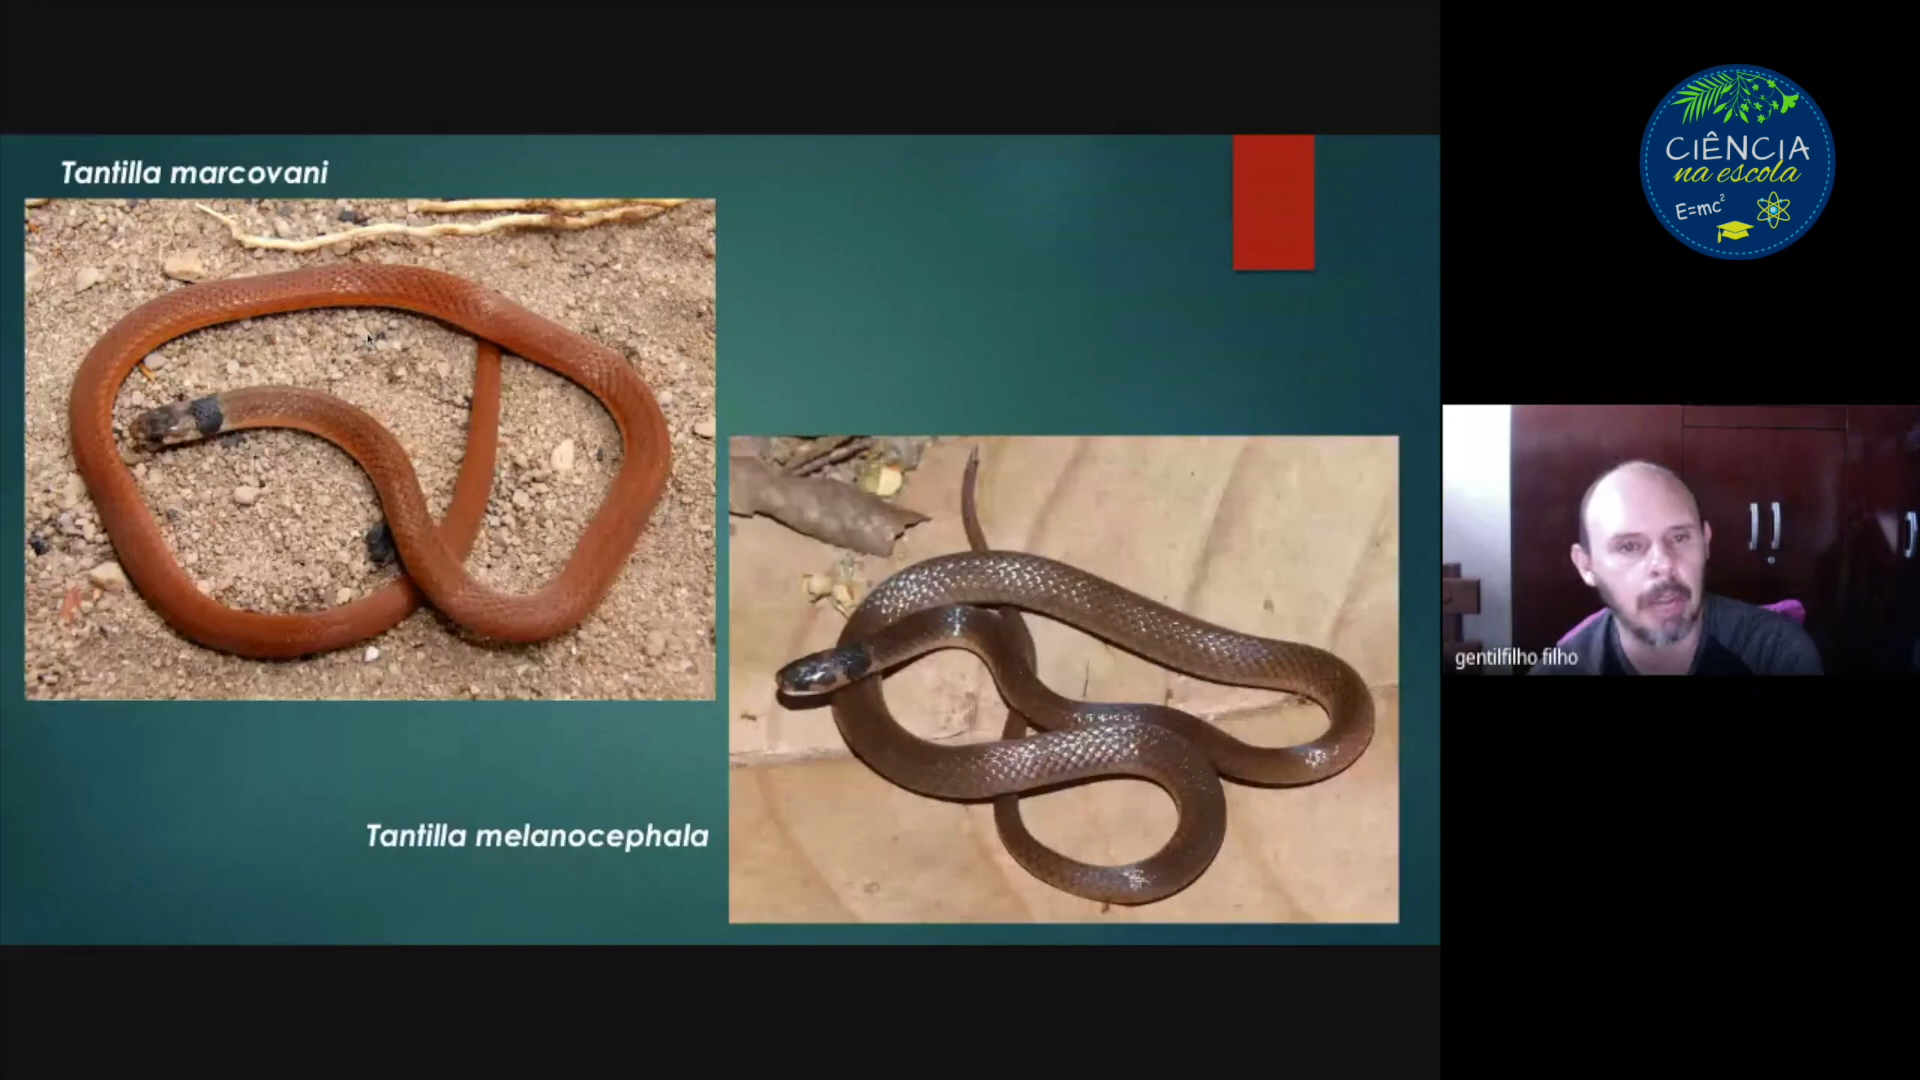 Tantilla marcovani
Tantilla melanocephala
CIÊNCIA
na escola
E=mc²
gentilfilho filho